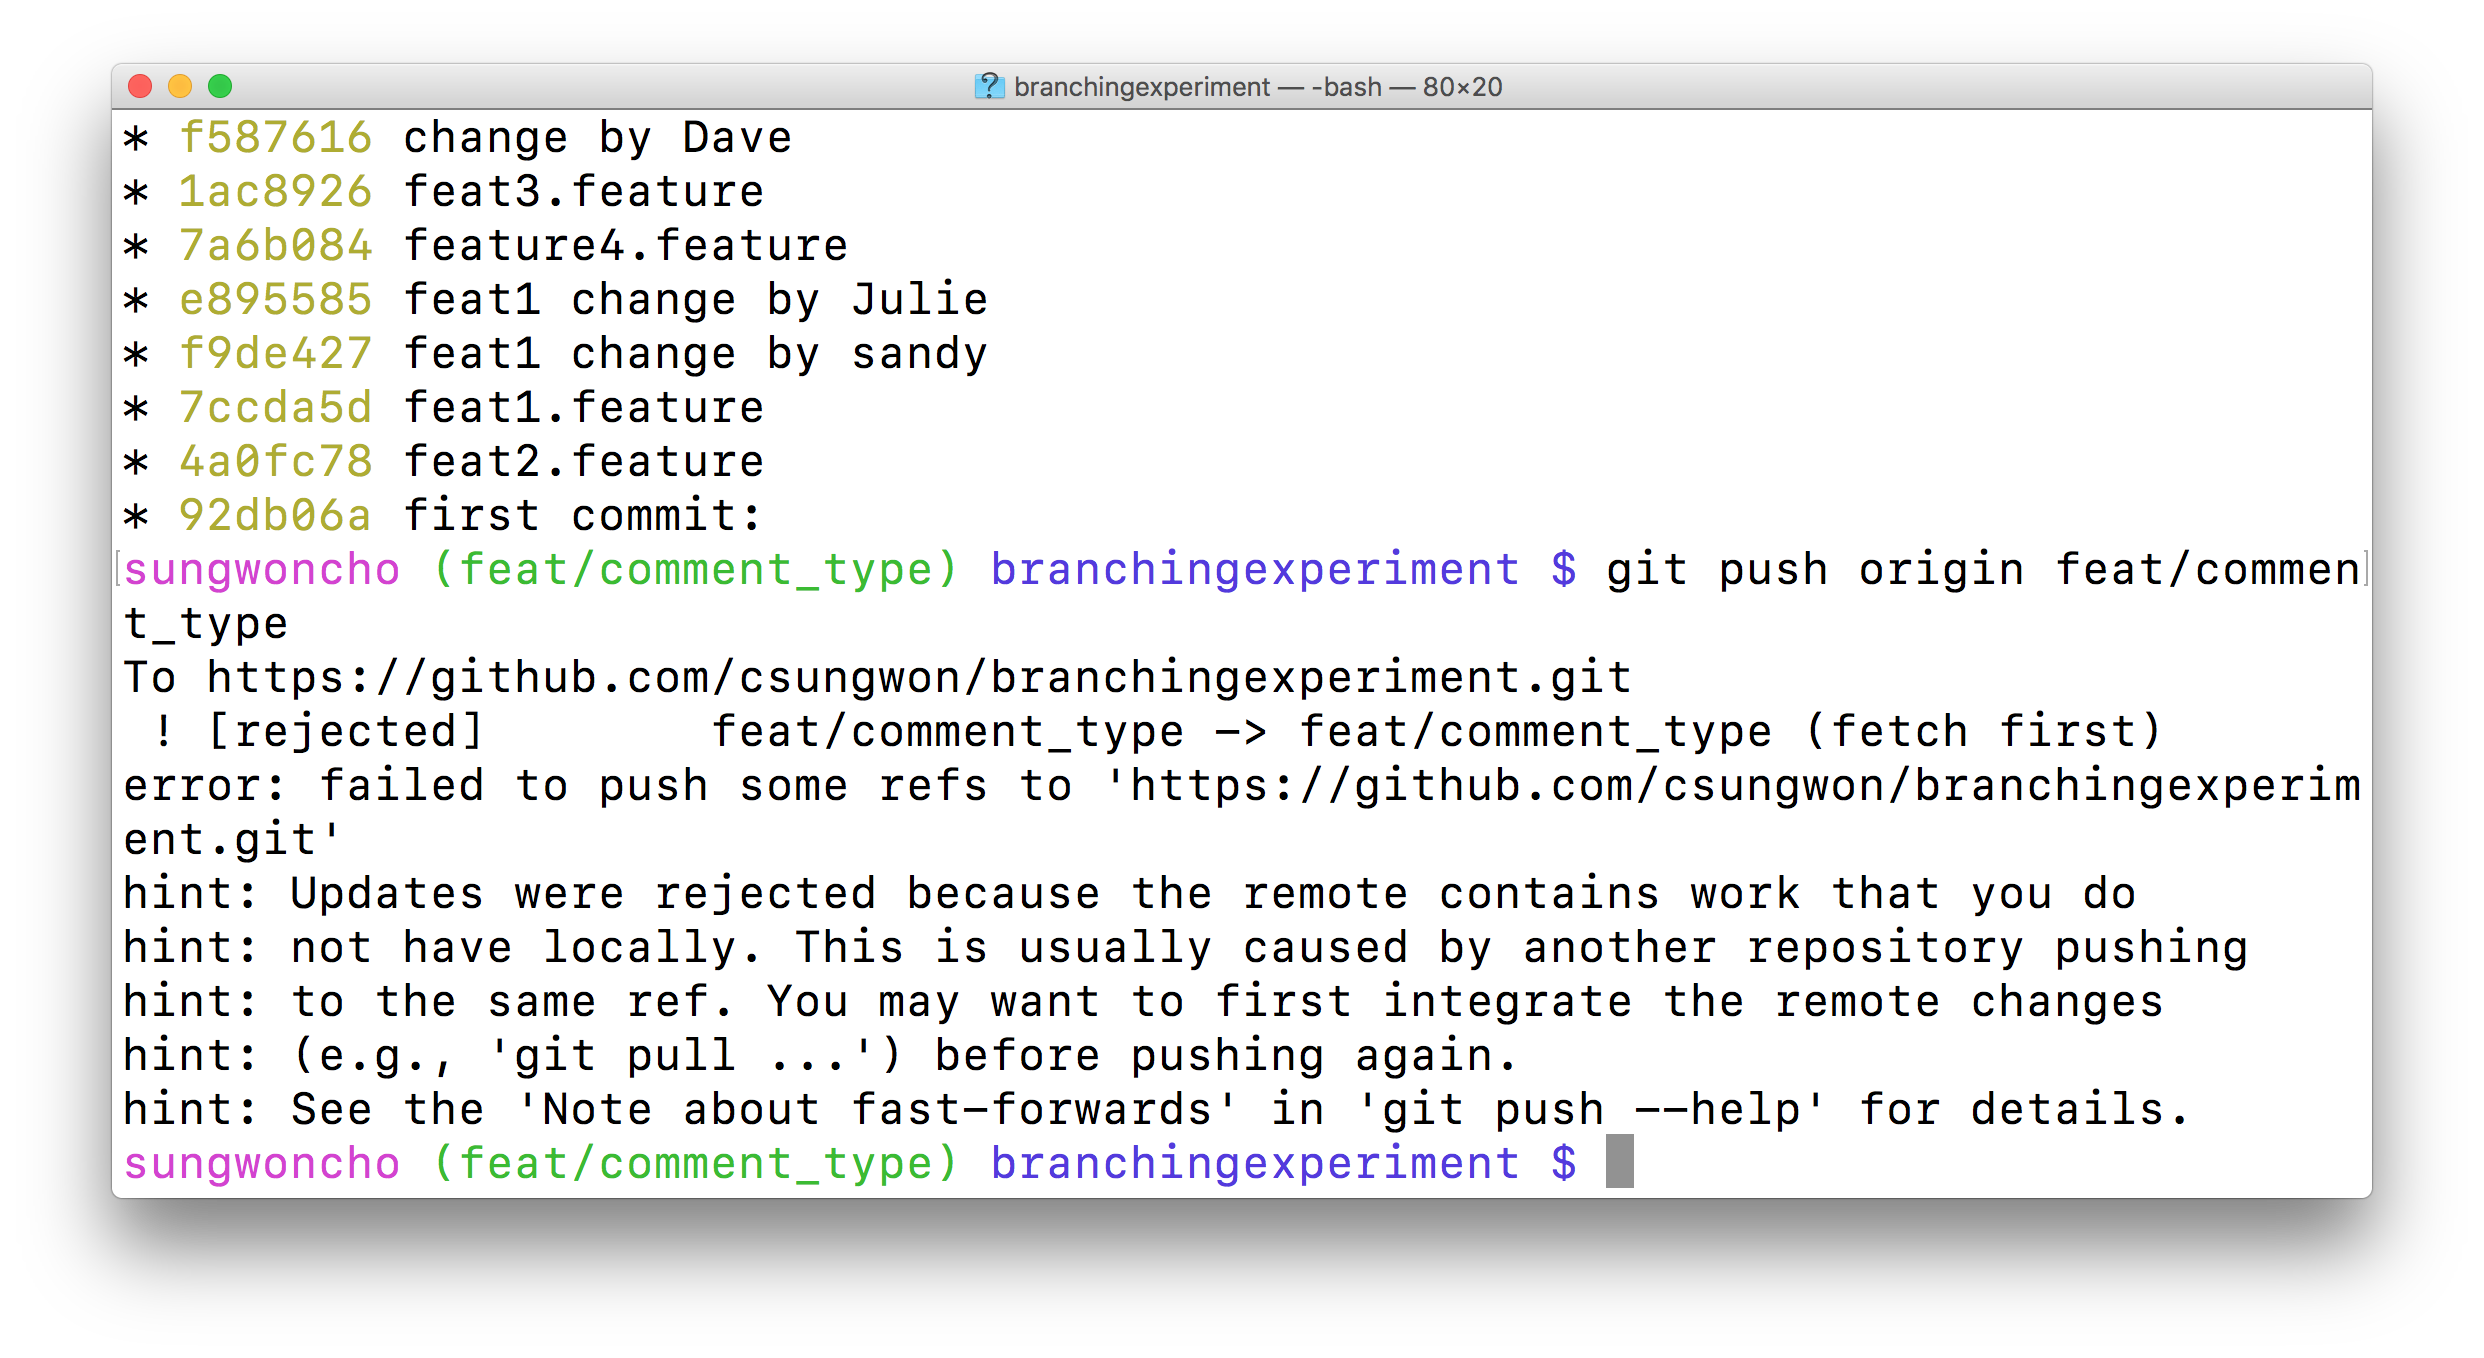 branchingexperiment — -bash — 80×20
* f587616 change by Dave
* 1ac8926 feat3.feature
* 7a6b084 feature4.feature
* e895585 feat1 change by Julie
* f9de427 feat1 change by sandy
* 7ccda5d feat1.feature
* 4a0fc78 feat2.feature
* 92db06a first commit:
[sungwoncho (feat/comment_type) branchingexperiment $ git push origin feat/commen]
t_type
To https://github.com/csungwon/branchingexperiment.git
 ! [rejected]        feat/comment_type -> feat/comment_type (fetch first)
error: failed to push some refs to 'https://github.com/csungwon/branchingexperim
ent.git'
hint: Updates were rejected because the remote contains work that you do
hint: not have locally. This is usually caused by another repository pushing
hint: to the same ref. You may want to first integrate the remote changes
hint: (e.g., 'git pull ...') before pushing again.
hint: See the 'Note about fast-forwards' in 'git push --help' for details.
sungwoncho (feat/comment_type) branchingexperiment $